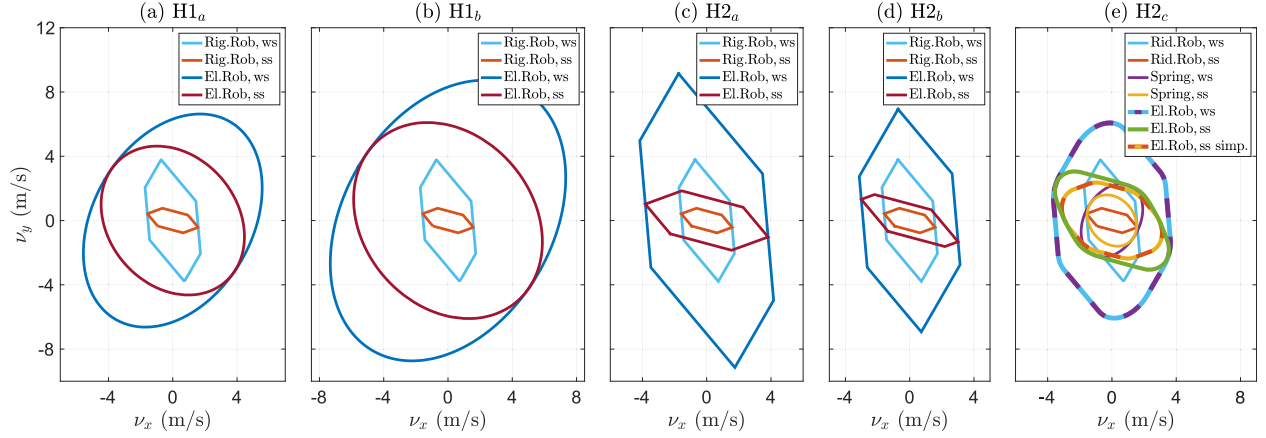 (a) H1a
(b) H1b
(c) H2a
(d) H2b
(e) H2c
12
8
4
0
-4
-8
νy (m/s)
Rig.Rob, ws
Rig.Rob, ss
El.Rob, ws
El.Rob, ss
-4 0 4
νx (m/s)
Rig.Rob, ws
Rig.Rob, ss
El.Rob, ws
El.Rob, ss
-8 -4 0 4 8
νx (m/s)
Rig.Rob, ws
Rig.Rob, ss
El.Rob, ws
El.Rob, ss
-4 0 4
νx (m/s)
Rig.Rob, ws
Rig.Rob, ss
El.Rob, ws
El.Rob, ss
-4 0 4
νx (m/s)
Rid.Rob, ws
Rid.Rob, ss
Spring, ws
Spring, ss
El.Rob, ws
El.Rob, ss
El.Rob, ss simp.
-8 -4 0 4 8
νx (m/s)